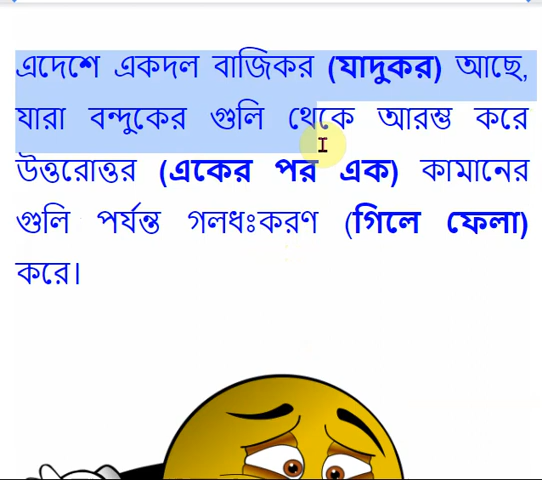 এদেশে একদল বাজিকর (যাদুকর) আছে,
যারা বন্দুকের গুলি থেকে আরম্ভ করে
উত্তরোত্তর (একের পর এক) কামানের
গুলি পর্যন্ত গলধঃকরণ (গিলে ফেলা)
করে।